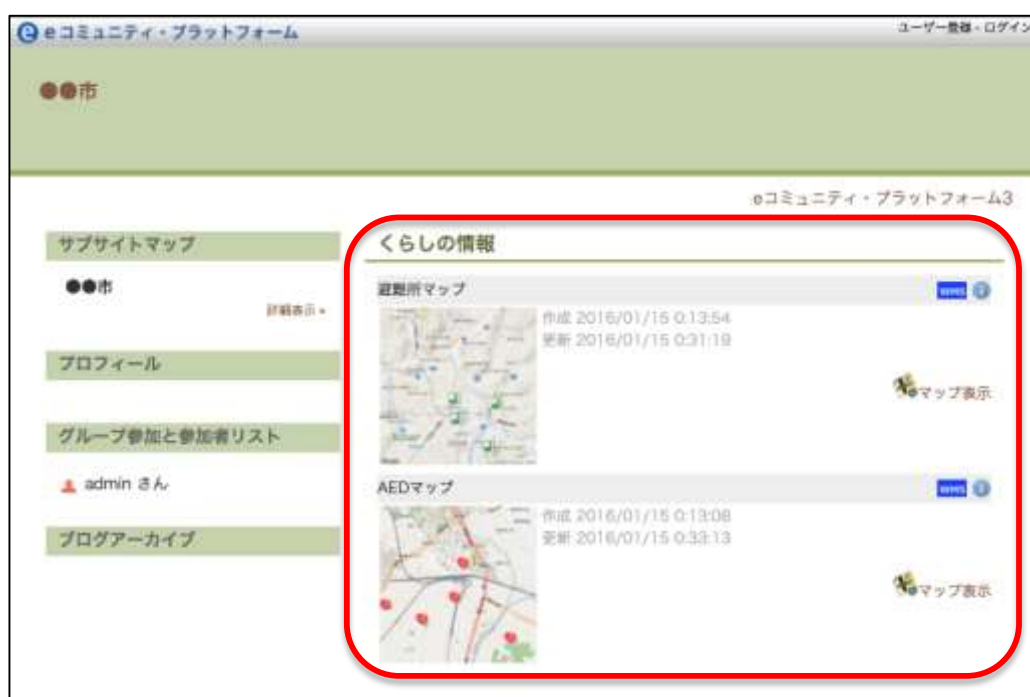 eコミュニティ・プラットフォーム
ユーザー登録 - ログイン
●●市
eコミュニティ・プラットフォーム3
サブサイトマップ
●●市
詳細表示 »
プロフィール
グループ参加と参加者リスト
admin さん
ブログアーカイブ
くらしの情報
避難所マップ
WMS
作成 2016/01/15 0:13:54
更新 2016/01/15 0:31:19
マップ表示
AEDマップ
WMS
作成 2016/01/15 0:13:08
更新 2016/01/15 0:33:13
マップ表示